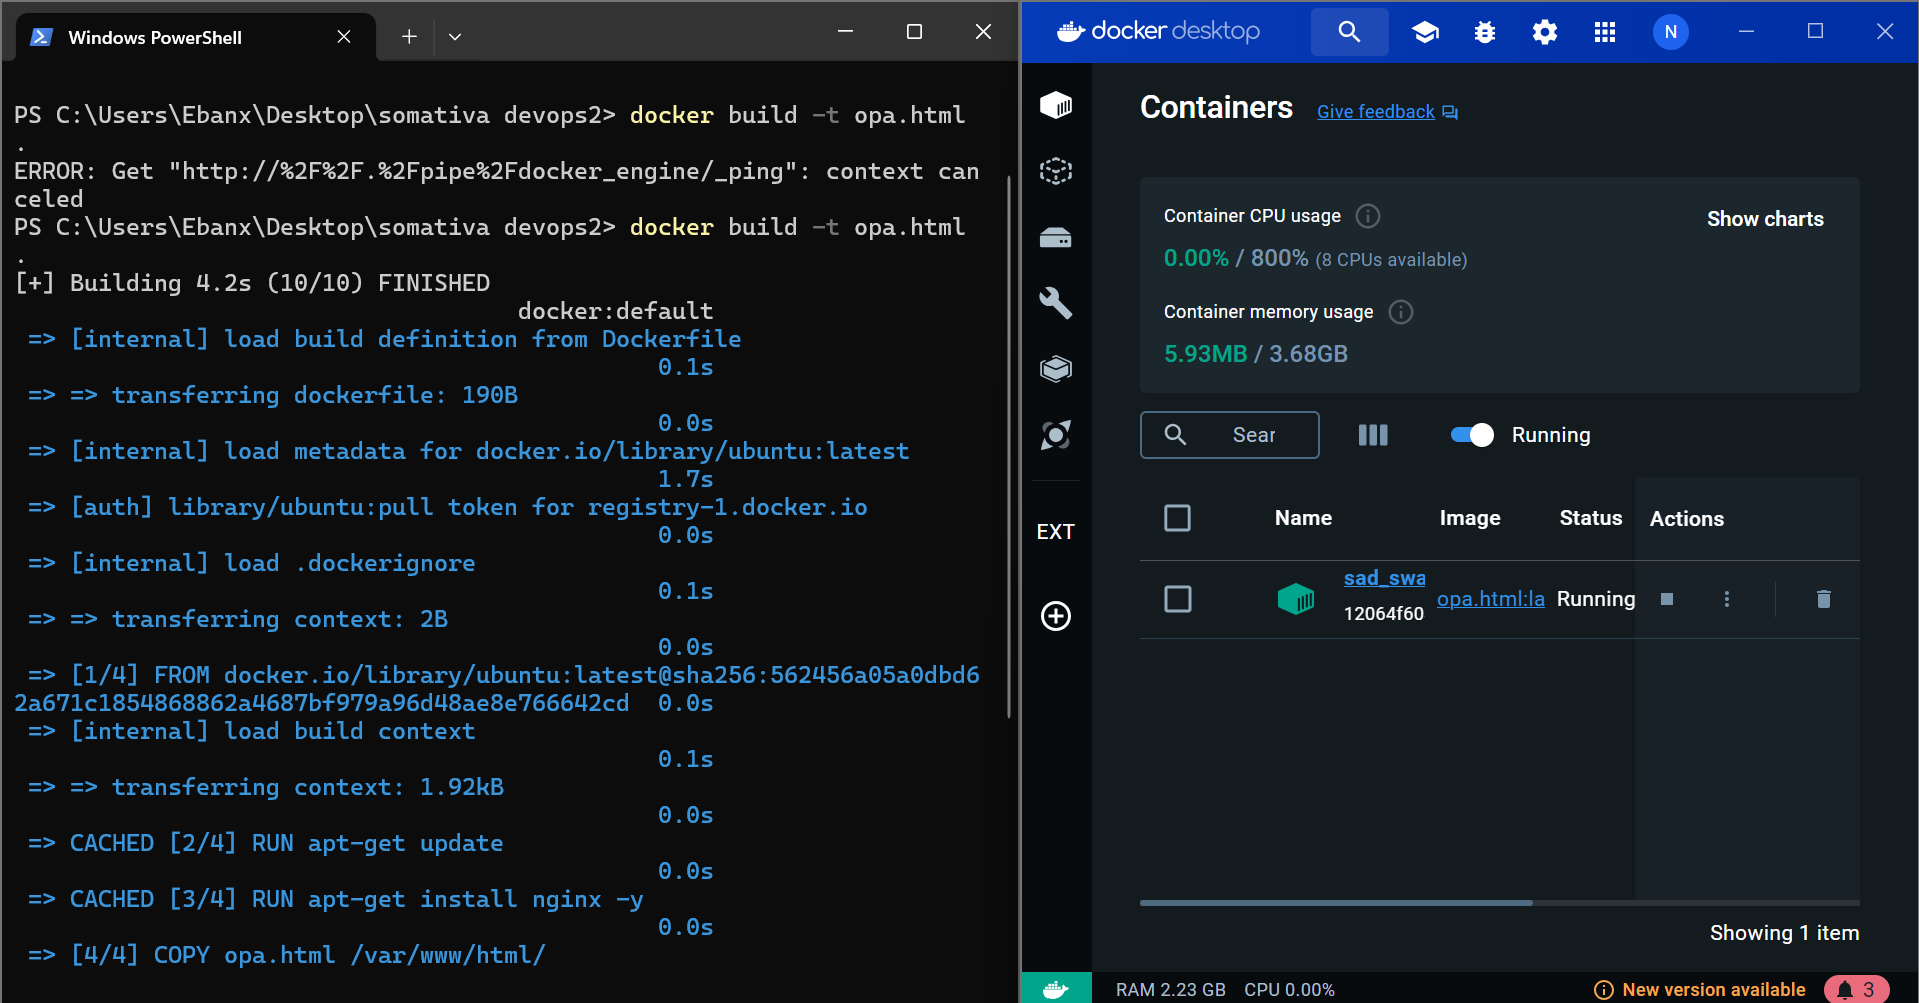 Windows PowerShell
PS C:\Users\Ebanx\Desktop\somativa devops2> docker build -t opa.html
.
ERROR: Get "http://%2F%2F.%2Fpipe%2Fdocker_engine/_ping": context can
celed
PS C:\Users\Ebanx\Desktop\somativa devops2> docker build -t opa.html
.
[+] Building 4.2s (10/10) FINISHED
docker:default
=> [internal] load build definition from Dockerfile
0.1s
=> => transferring dockerfile: 190B
0.0s
=> [internal] load metadata for docker.io/library/ubuntu:latest
1.7s
=> [auth] library/ubuntu:pull token for registry-1.docker.io
0.0s
=> [internal] load .dockerignore
0.1s
=> => transferring context: 2B
0.0s
=> [1/4] FROM docker.io/library/ubuntu:latest@sha256:562456a05a0dbd6
2a671c1854868862a4687bf979a96d48ae8e766642cd 0.0s
=> [internal] load build context
0.1s
=> => transferring context: 1.92kB
0.0s
=> CACHED [2/4] RUN apt-get update
0.0s
=> CACHED [3/4] RUN apt-get install nginx -y
0.0s
=> [4/4] COPY opa.html /var/www/html/
docker desktop
N
Containers Give feedback
Container CPU usage
Show charts
0.00% / 800% (8 CPUs available)
Container memory usage
5.93MB / 3.68GB
Sear
Running
EXT
Name Image Status Actions
sad_swa
12064f60
opa.html:la Running
Showing 1 item
RAM 2.23 GB CPU 0.00%
New version available
3